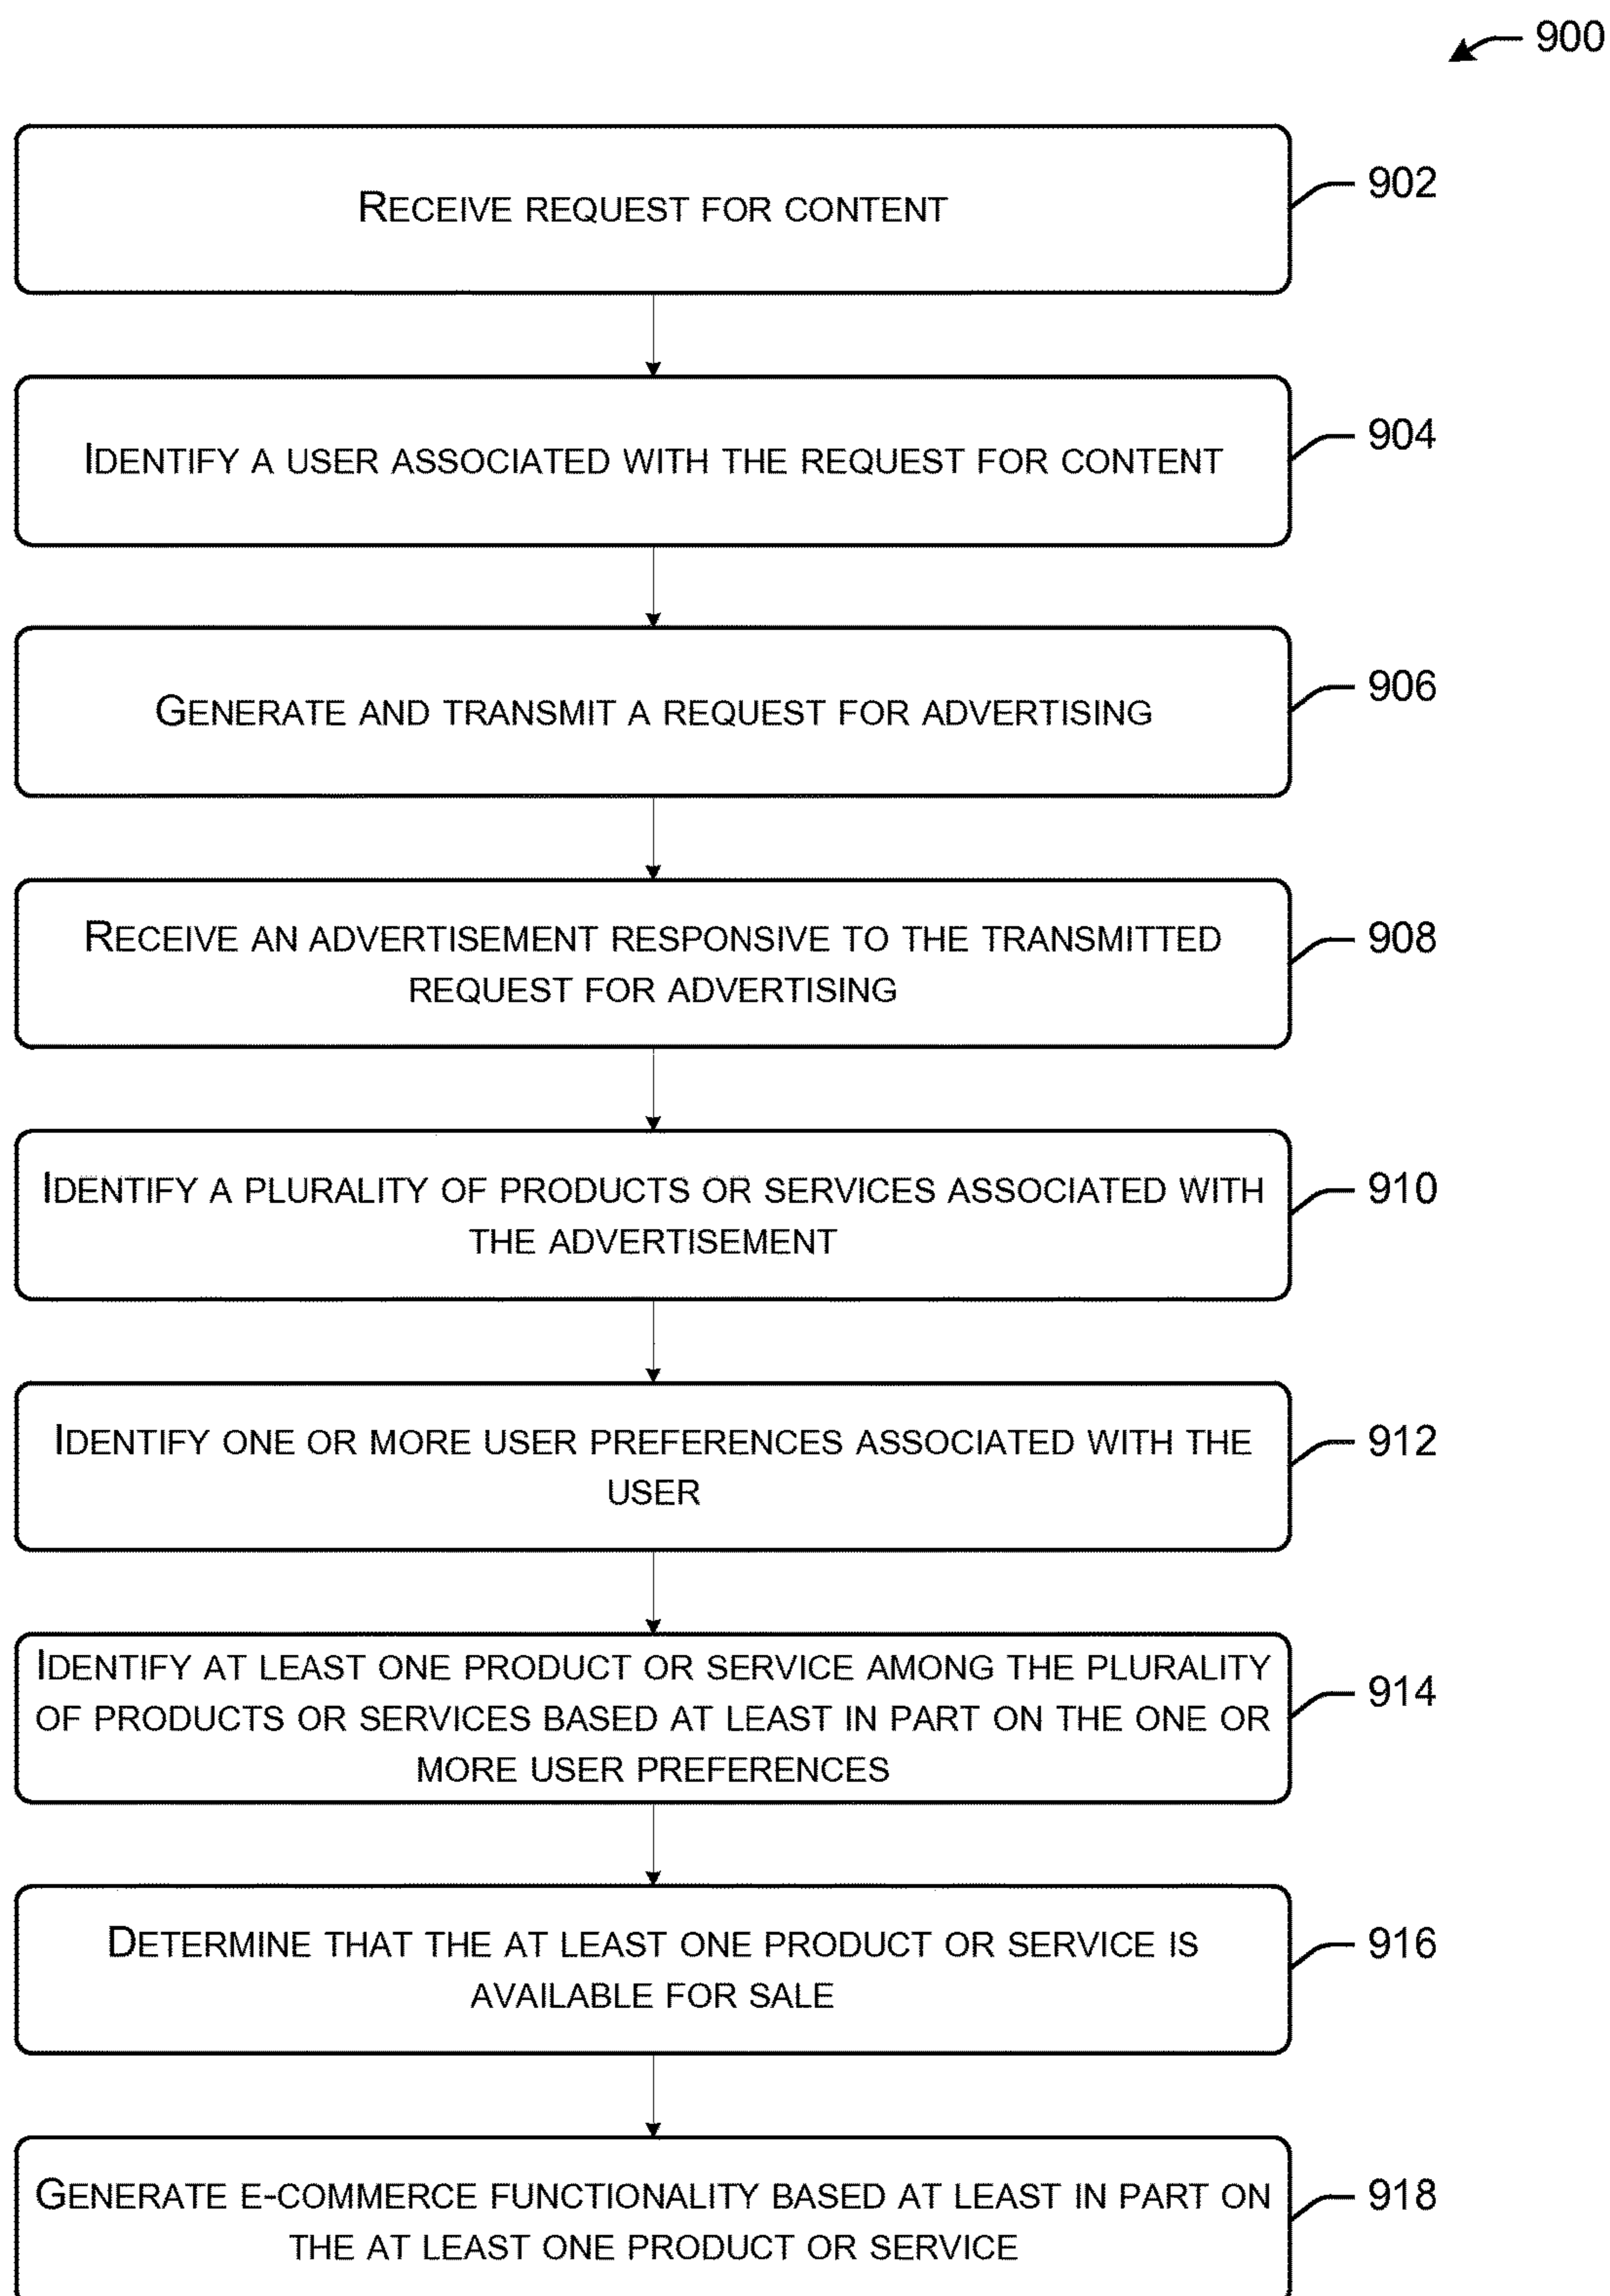 900
RECEIVE REQUEST FOR CONTENT
902
IDENTIFY A USER ASSOCIATED WITH THE REQUEST FOR CONTENT
904
GENERATE AND TRANSMIT A REQUEST FOR ADVERTISING
906
RECEIVE AN ADVERTISEMENT RESPONSIVE TO THE TRANSMITTED
REQUEST FOR ADVERTISING
908
IDENTIFY A PLURALITY OF PRODUCTS OR SERVICES ASSOCIATED WITH
THE ADVERTISEMENT
910
IDENTIFY ONE OR MORE USER PREFERENCES ASSOCIATED WITH THE
USER
912
IDENTIFY AT LEAST ONE PRODUCT OR SERVICE AMONG THE PLURALITY
OF PRODUCTS OR SERVICES BASED AT LEAST IN PART ON THE ONE OR
MORE USER PREFERENCES
914
DETERMINE THAT THE AT LEAST ONE PRODUCT OR SERVICE IS
AVAILABLE FOR SALE
916
GENERATE E-COMMERCE FUNCTIONALITY BASED AT LEAST IN PART ON
THE AT LEAST ONE PRODUCT OR SERVICE
918